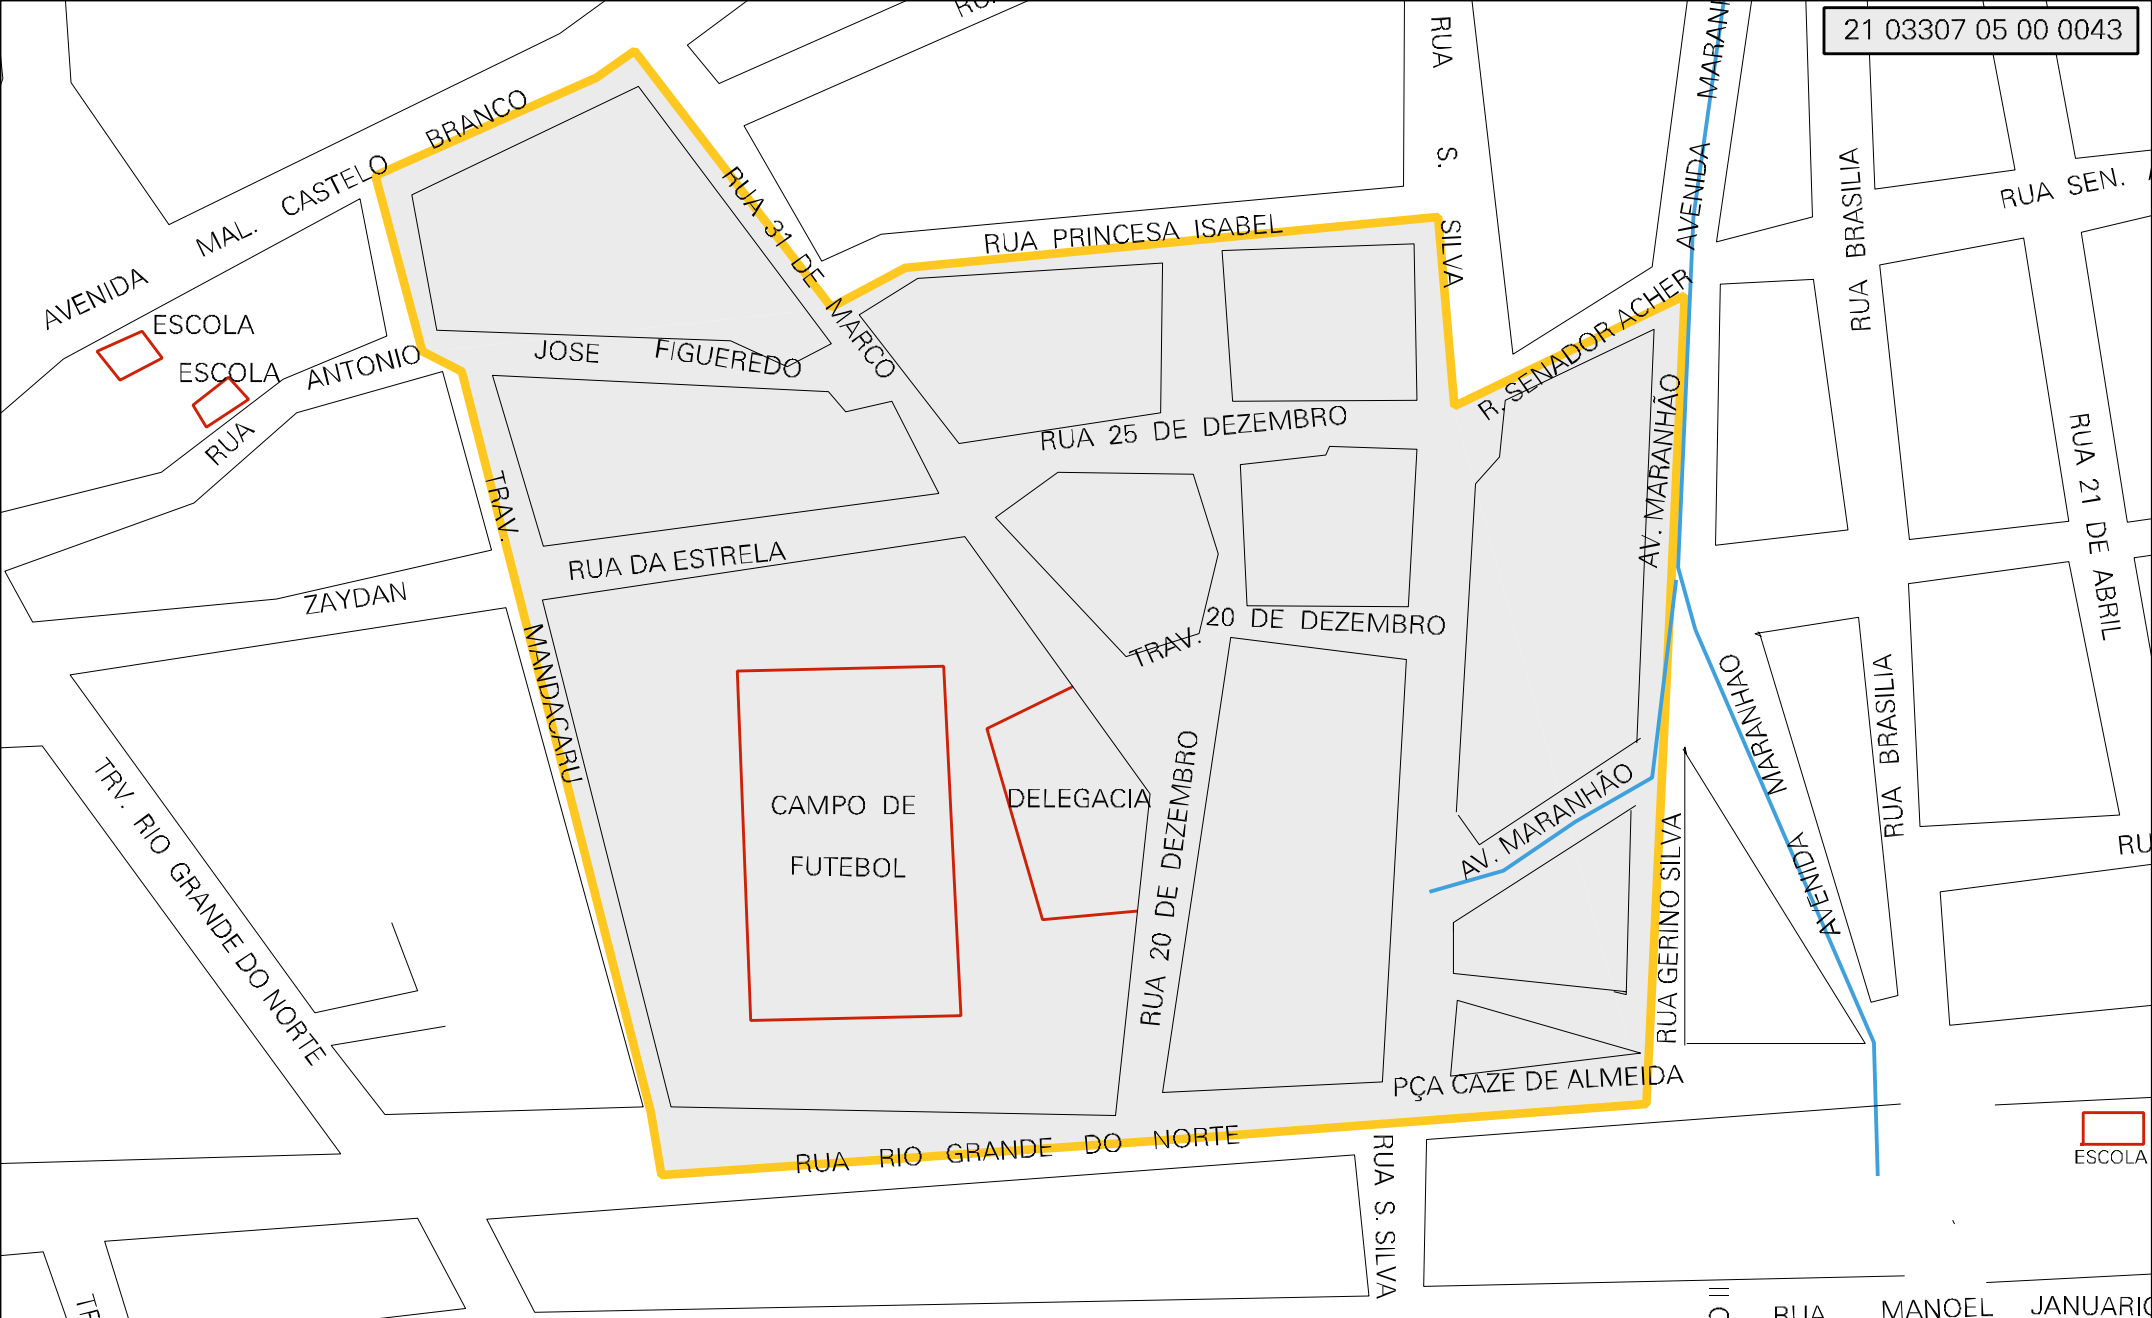 21 03307 05 00 0043
RUA S. SILVA
AVENIDA MARANHAO
AVENIDA MAL. CASTELO BRANCO
RUA 31 DE MARCO
RUA PRINCESA ISABEL
RUA BRASILIA
RUA SEN.
R. SENADOR ACHER
ESCOLA
ESCOLA
RUA ANTONIO ZAYDAN
JOSE FIGUEREDO
RUA 25 DE DEZEMBRO
AV. MARANHÃO
RUA 21 DE ABRIL
TRAV. MANDACARU
RUA DA ESTRELA
TRAV. 20 DE DEZEMBRO
RUA BRASILIA
CAMPO DE
FUTEBOL
DELEGACIA
RUA 20 DE DEZEMBRO
AV. MARANHÃO
RUA GERINO SILVA
TRV. RIO GRANDE DO NORTE
PÇA CAZE DE ALMEIDA
RUA RIO GRANDE DO NORTE
RUA S. SILVA
ESCOLA
RUA MANOEL JANUARIO